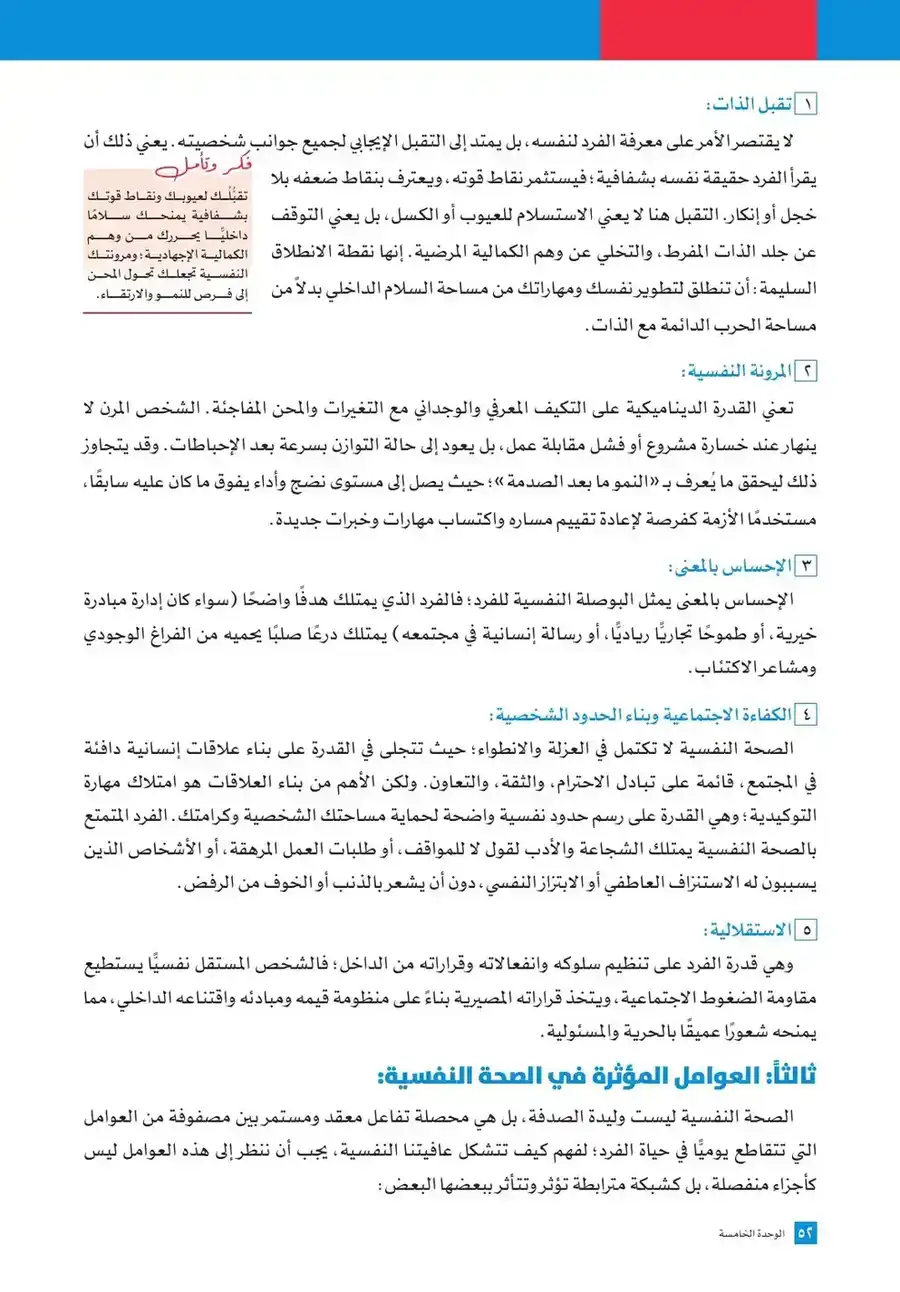 ١ تقبل الذات:
لا يقتصر الأمر على معرفة الفرد لنفسه، بل يمتد إلى التقبل الإيجابي لجميع جوانب شخصيته. يعني ذلك أن
يقرأ الفرد حقيقة نفسه بشفافية؛ فيستثمر نقاط قوته، ويعترف بنقاط ضعفه بلا
خجل أو إنكار. التقبل هنا لا يعني الاستسلام للعيوب أو الكسل، بل يعني التوقف
عن جلد الذات المفرط، والتخلي عن وهم الكمالية المرضية. إنها نقطة الانطلاق
السليمة: أن تنطلق لتطوير نفسك ومهاراتك من مساحة السلام الداخلي بدلاً من
مساحة الحرب الدائمة مع الذات.
فكر وتأمل
تقبُّلك لعيوبك ونقاط قوتك
بشفافية يمنحك سلامًا
داخليًّا يحررك من وهم
الكمالية الإجهادية؛ ومرونتك
النفسية تجعلك تحول المحن
إلى فرص للنمو والارتقاء.
٢ المرونة النفسية:
تعني القدرة الديناميكية على التكيف المعرفي والوجداني مع التغيرات والمحن المفاجئة. الشخص المرن لا
ينهار عند خسارة مشروع أو فشل مقابلة عمل، بل يعود إلى حالة التوازن بسرعة بعد الإحباطات. وقد يتجاوز
ذلك ليحقق ما يُعرف بـ «النمو ما بعد الصدمة»؛ حيث يصل إلى مستوى نضج وأداء يفوق ما كان عليه سابقًا،
مستخدمًا الأزمة كفرصة لإعادة تقييم مساره واكتساب مهارات وخبرات جديدة.
٣ الإحساس بالمعنى:
الإحساس بالمعنى يمثل البوصلة النفسية للفرد؛ فالفرد الذي يمتلك هدفًا واضحًا (سواء كان إدارة مبادرة
خيرية، أو طموحًا تجاريًّا رياديًّا، أو رسالة إنسانية في مجتمعه) يمتلك درعًا صلبًا يحميه من الفراغ الوجودي
ومشاعر الاكتئاب.
٤ الكفاءة الاجتماعية وبناء الحدود الشخصية:
الصحة النفسية لا تكتمل في العزلة والانطواء؛ حيث تتجلى في القدرة على بناء علاقات إنسانية دافئة
في المجتمع، قائمة على تبادل الاحترام، والثقة، والتعاون. ولكن الأهم من بناء العلاقات هو امتلاك مهارة
التوكيدية؛ وهي القدرة على رسم حدود نفسية واضحة لحماية مساحتك الشخصية وكرامتك. الفرد المتمتع
بالصحة النفسية يمتلك الشجاعة والأدب لقول لا للمواقف، أو طلبات العمل المرهقة، أو الأشخاص الذين
يسببون له الاستنزاف العاطفي أو الابتزاز النفسي، دون أن يشعر بالذنب أو الخوف من الرفض.
٥ الاستقلالية:
وهي قدرة الفرد على تنظيم سلوكه وانفعالاته وقراراته من الداخل؛ فالشخص المستقل نفسيًّا يستطيع
مقاومة الضغوط الاجتماعية، ويتخذ قراراته المصيرية بناءً على منظومة قيمه ومبادئه واقتناعه الداخلي، مما
يمنحه شعورًا عميقًا بالحرية والمسئولية.
ثالثاً: العوامل المؤثرة في الصحة النفسية:
الصحة النفسية ليست وليدة الصدفة، بل هي محصلة تفاعل معقد ومستمر بين مصفوفة من العوامل
التي تتقاطع يوميًّا في حياة الفرد؛ لفهم كيف تتشكل عافيتنا النفسية، يجب أن ننظر إلى هذه العوامل ليس
كأجزاء منفصلة، بل كشبكة مترابطة تؤثر وتتأثر ببعضها البعض:
٥٢ الوحدة الخامسة